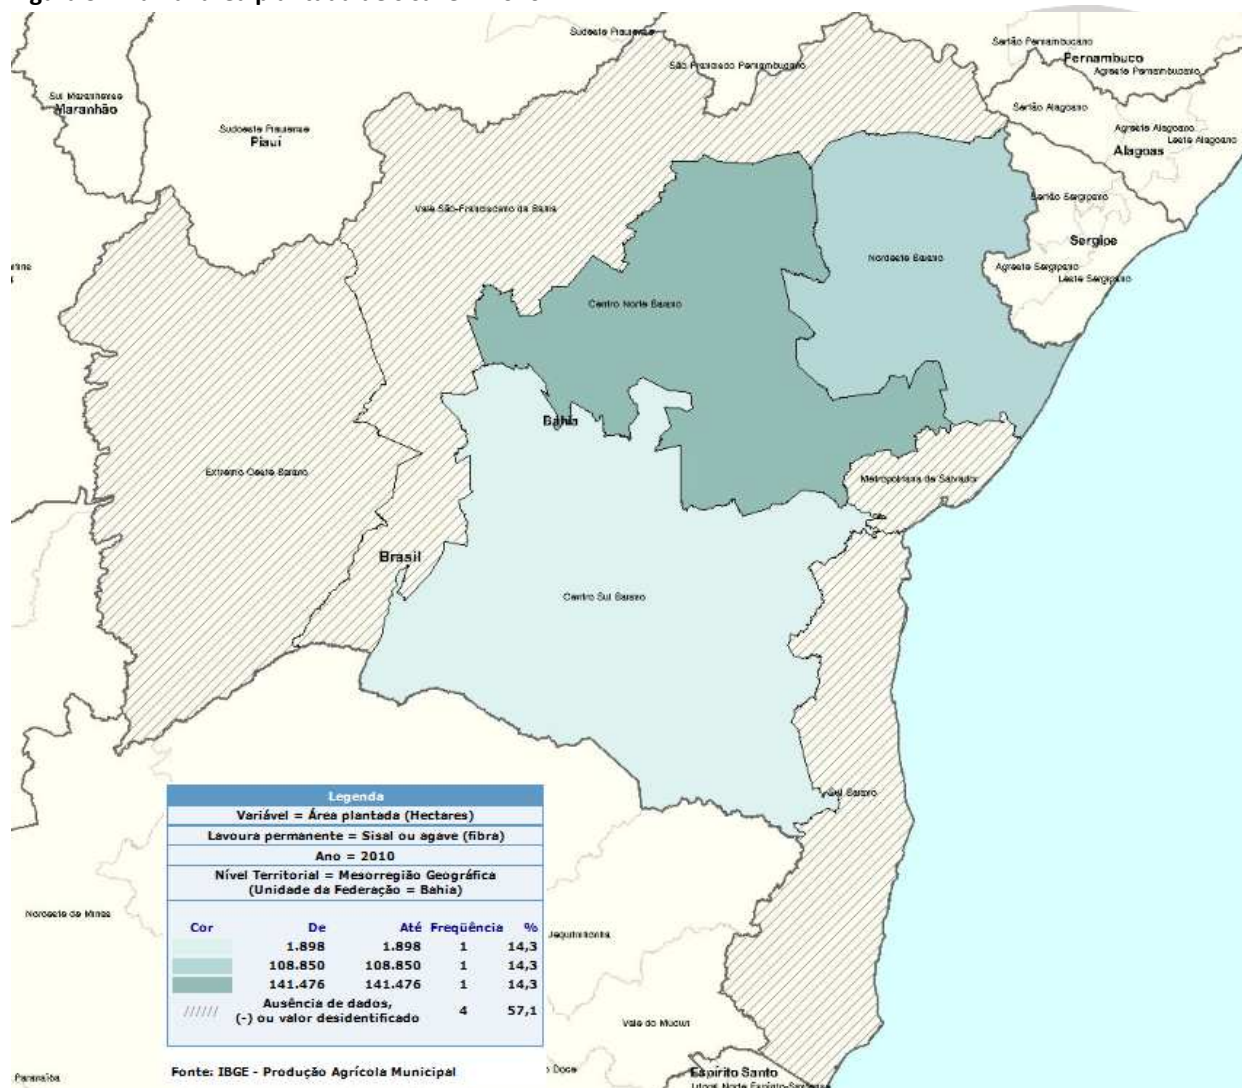 Sudoeste Piauiense
Sertão Pernambucano
Pernambuco
São Francisco Pernambucano
Agreste Pernambucano
Sul Maranhense
Maranhão
Sertão Alagoano
Sudoeste Piauiense
Piauí
Agreste Alagoano
Leste Alagoano
Alagoas
Sertão Sergipano
Vale São-Franciscano da Bahia
Sergipe
Nordeste Baiano
Agreste Sergipano
Leste Sergipano
Centro Norte Baiano
Bahia
Extremo Oeste Baiano
Metropolitana de Salvador
Brasil
Centro Sul Baiano
Sul Baiano
Legenda
Variável = Área plantada (Hectares)
Lavoura permanente = Sisal ou agave (fibra)
Ano = 2010
Nível Territorial = Mesorregião Geográfica
(Unidade da Federação = Bahia)
Cor De Até Freqüência %
1.898 1.898 1 14,3
108.850 108.850 1 14,3
141.476 141.476 1 14,3
////// Ausência de dados,
(-) ou valor desidentificado 4 57,1
Noroeste de Minas
Jequitinhonha
Vale do Mucuri
Fonte: IBGE - Produção Agrícola Municipal
Doce
Espírito Santo
Paranaíba
Litoral Norte Espírito-Santense